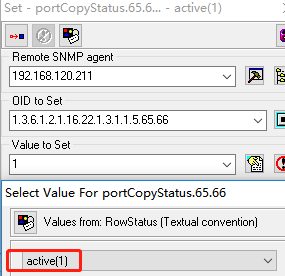 Set - portCopyStatus.65.6... - active(1)
Remote SNMP agent
192.168.120.211
OID to Set
1.3.6.1.2.1.16.22.1.3.1.1.5.65.66
Value to Set
1
Select Value For portCopyStatus.65.66
Values from: RowStatus (Textual convention)
active(1)